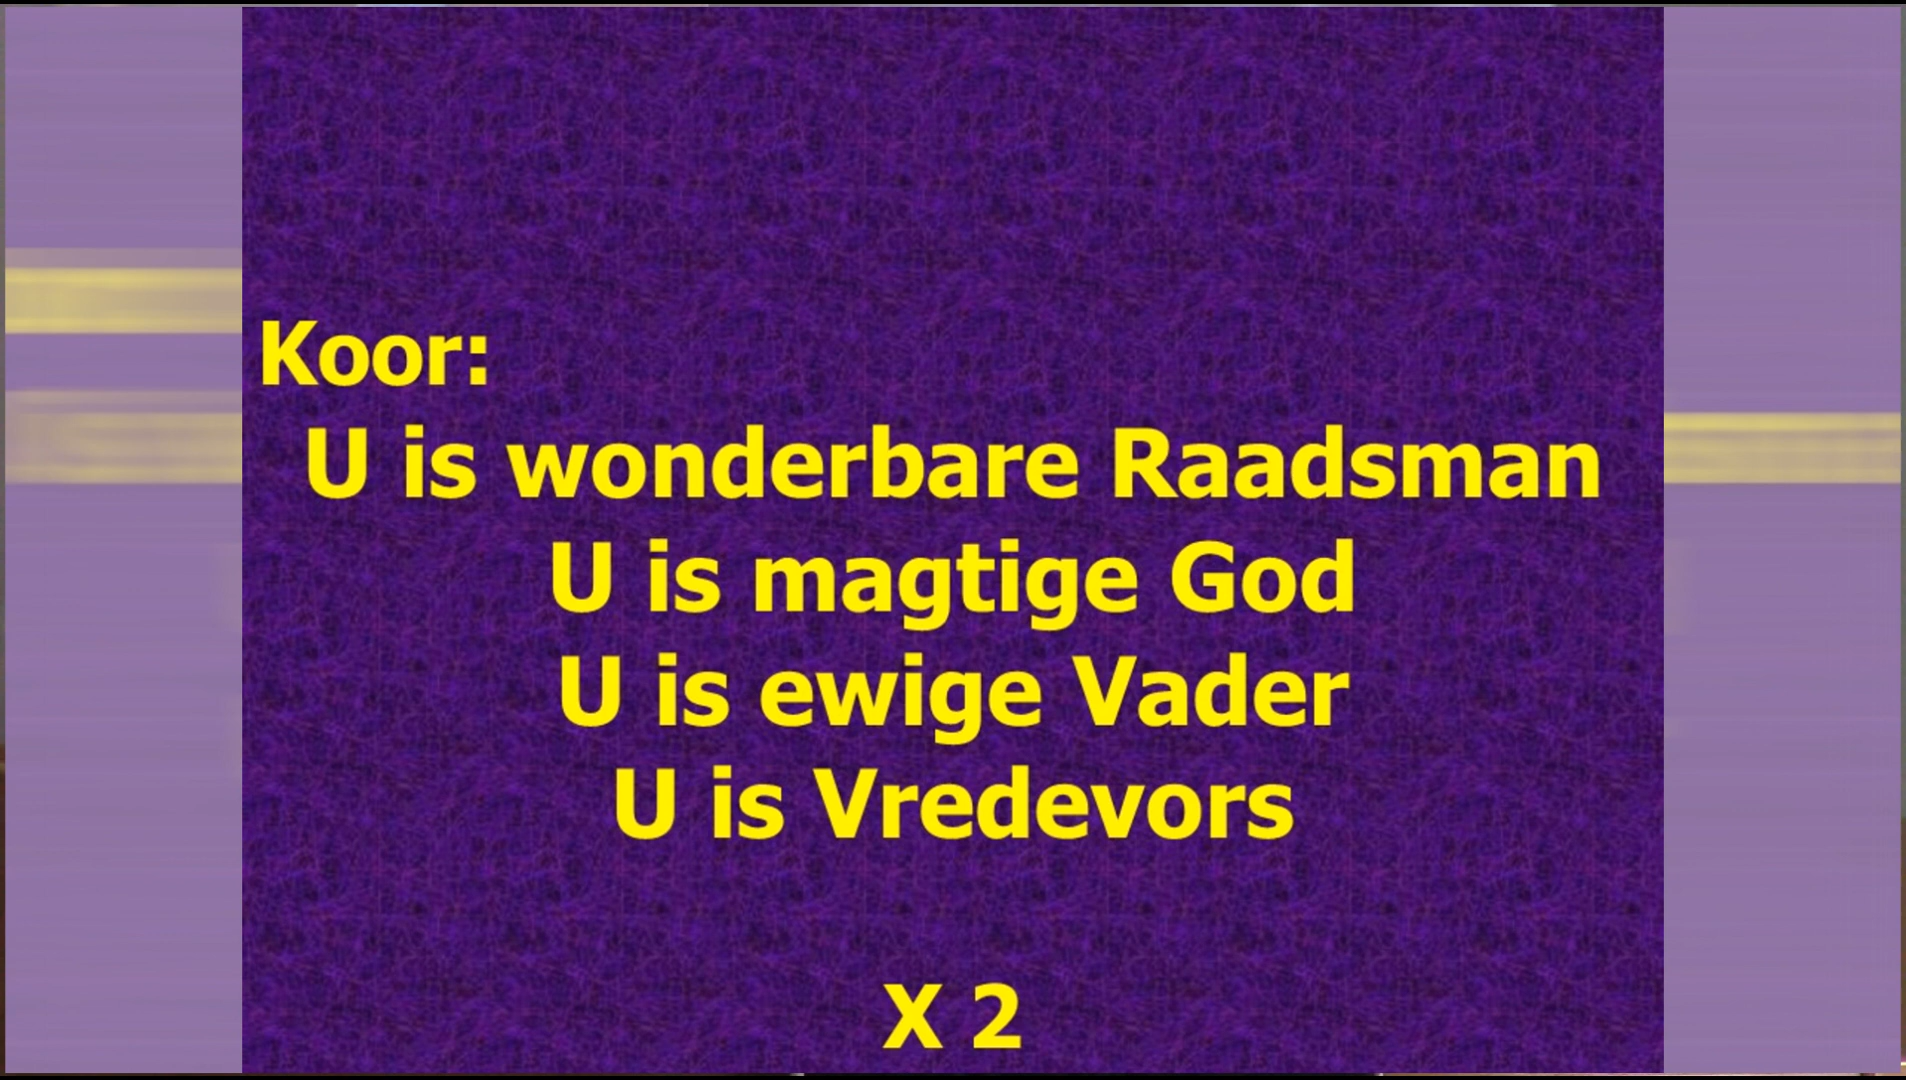 Koor:
U is wonderbare Raadsman
U is magtige God
U is ewige Vader
U is Vredevors
X 2